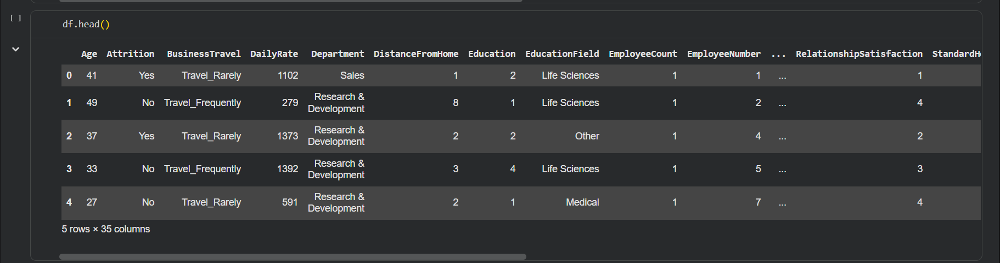 [ ] df.head()
Age Attrition BusinessTravel DailyRate Department DistanceFromHome Education EducationField EmployeeCount EmployeeNumber ... RelationshipSatisfaction StandardHo
0 41 Yes Travel_Rarely 1102 Sales 1 2 Life Sciences 1 1 ... 1
1 49 No Travel_Frequently 279 Research & Development 8 1 Life Sciences 1 2 ... 4
2 37 Yes Travel_Rarely 1373 Research & Development 2 2 Other 1 4 ... 2
3 33 No Travel_Frequently 1392 Research & Development 3 4 Life Sciences 1 5 ... 3
4 27 No Travel_Rarely 591 Research & Development 2 1 Medical 1 7 ... 4
5 rows × 35 columns